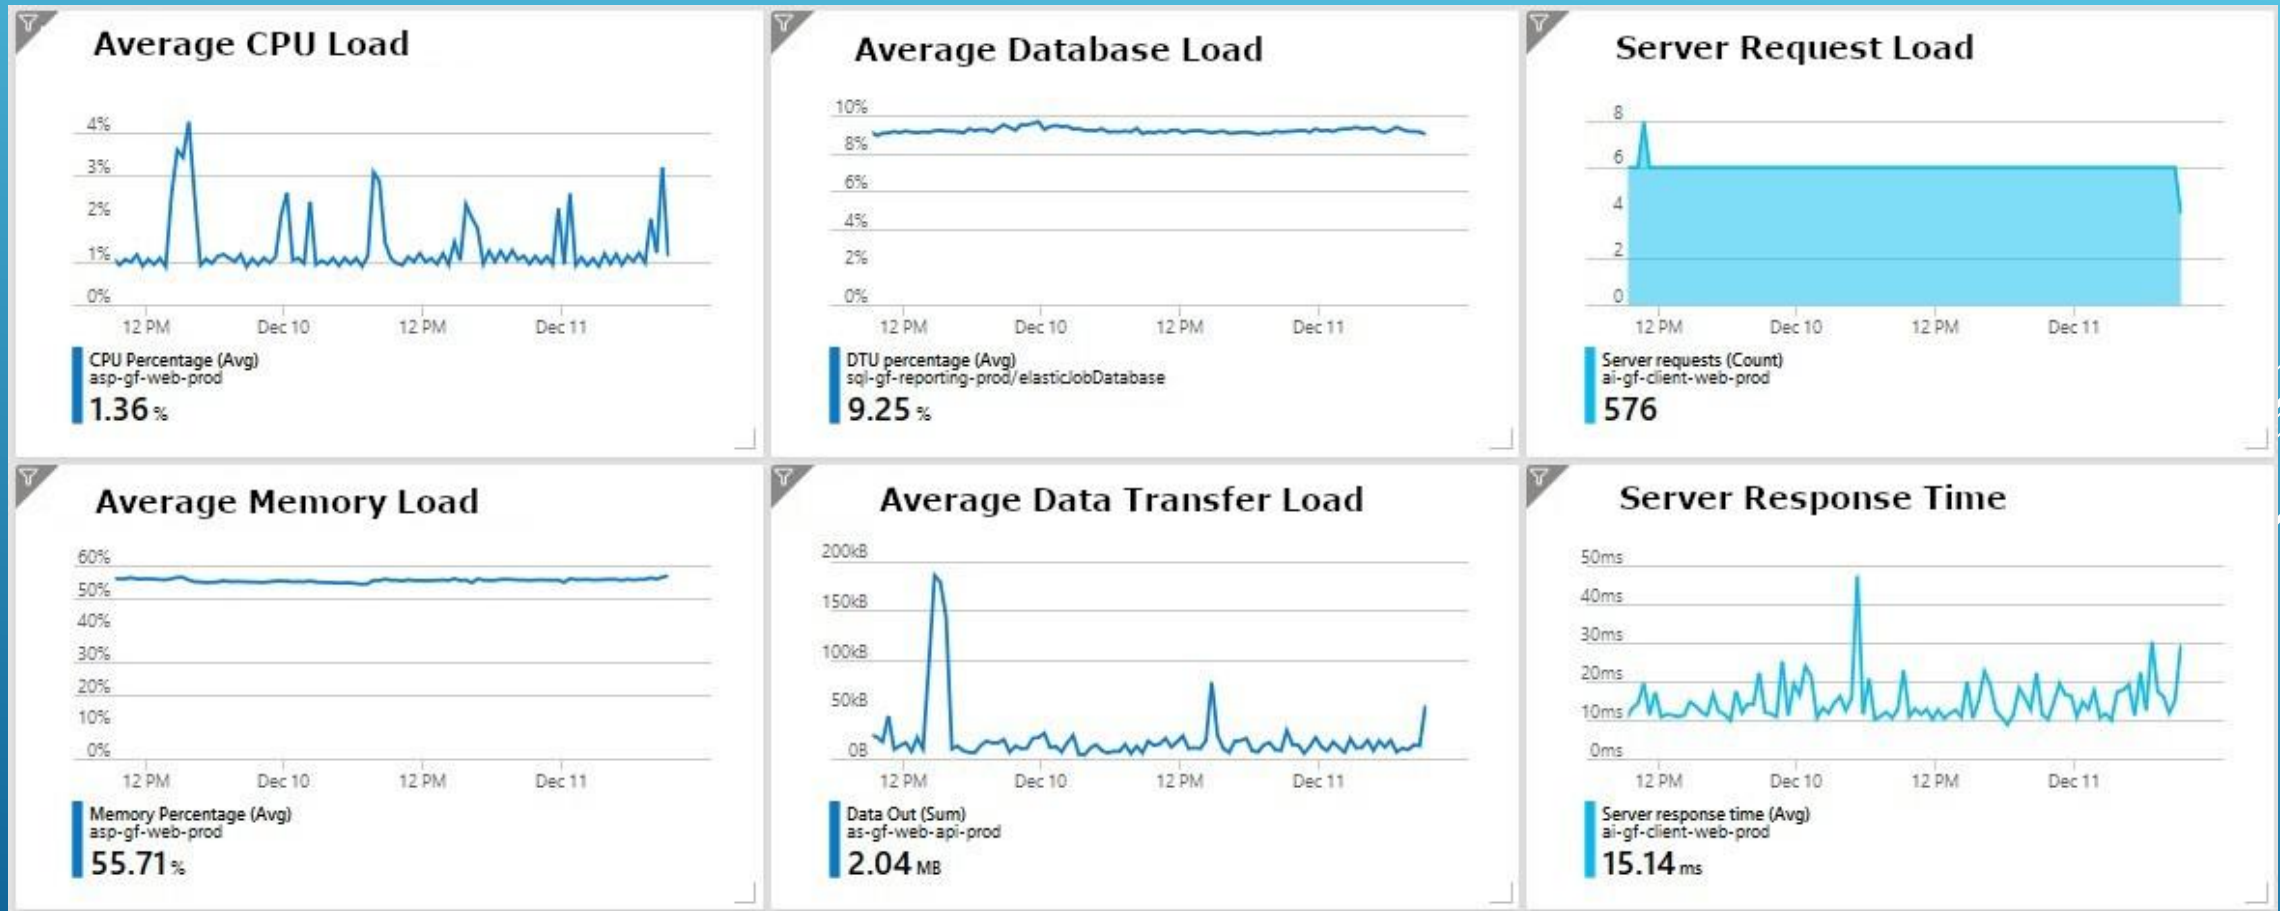 Average CPU Load
4%
3%
2%
1%
0%
12 PM Dec 10 12 PM Dec 11
CPU Percentage (Avg)
asp-gf-web-prod
1.36 %
Average Database Load
10%
8%
6%
4%
2%
0%
12 PM Dec 10 12 PM Dec 11
DTU percentage (Avg)
sql-gf-reporting-prod/elasticJobDatabase
9.25 %
Server Request Load
8
6
4
2
0
12 PM Dec 10 12 PM Dec 11
Server requests (Count)
ai-gf-client-web-prod
576
Average Memory Load
60%
50%
40%
30%
20%
10%
0%
12 PM Dec 10 12 PM Dec 11
Memory Percentage (Avg)
asp-gf-web-prod
55.71 %
Average Data Transfer Load
200kB
150kB
100kB
50kB
0B
12 PM Dec 10 12 PM Dec 11
Data Out (Sum)
as-gf-web-api-prod
2.04 MB
Server Response Time
50ms
40ms
30ms
20ms
10ms
0ms
12 PM Dec 10 12 PM Dec 11
Server response time (Avg)
ai-gf-client-web-prod
15.14 ms